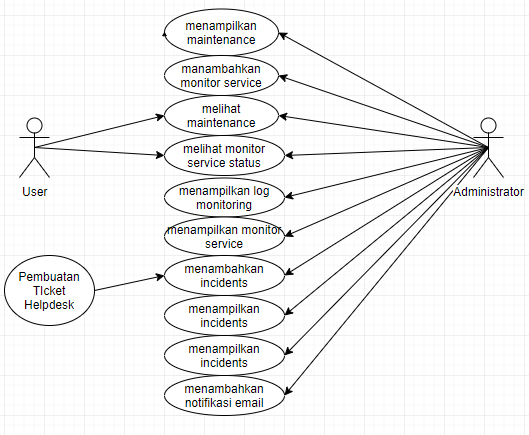 menampilkan
maintenance
manambahkan
monitor service
melihat
maintenance
melihat monitor
service status
User
Administrator
menampilkan log
monitoring
menampilkan monitor
service
Pembuatan
TIcket
Helpdesk
menambahkan
incidents
menampilkan
incidents
menampilkan
incidents
menambahkan
notifikasi email